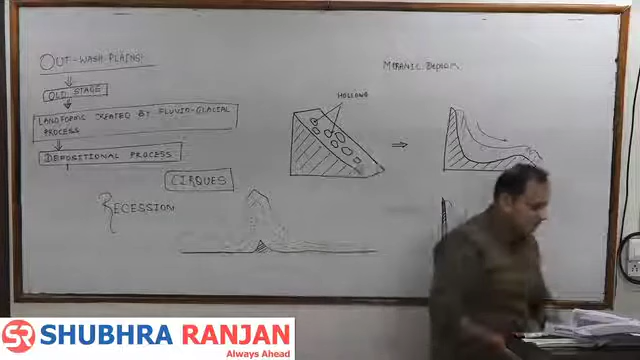 OUT-WASH PLAINS
OLD STAGE
LANDFORMS CREATED BY FLUVIO-GLACIAL
PROCESS
DEPOSITIONAL PROCESS
CIRQUES
RECESSION
HOLLOWS
SHUBHRA RANJAN
Always Ahead